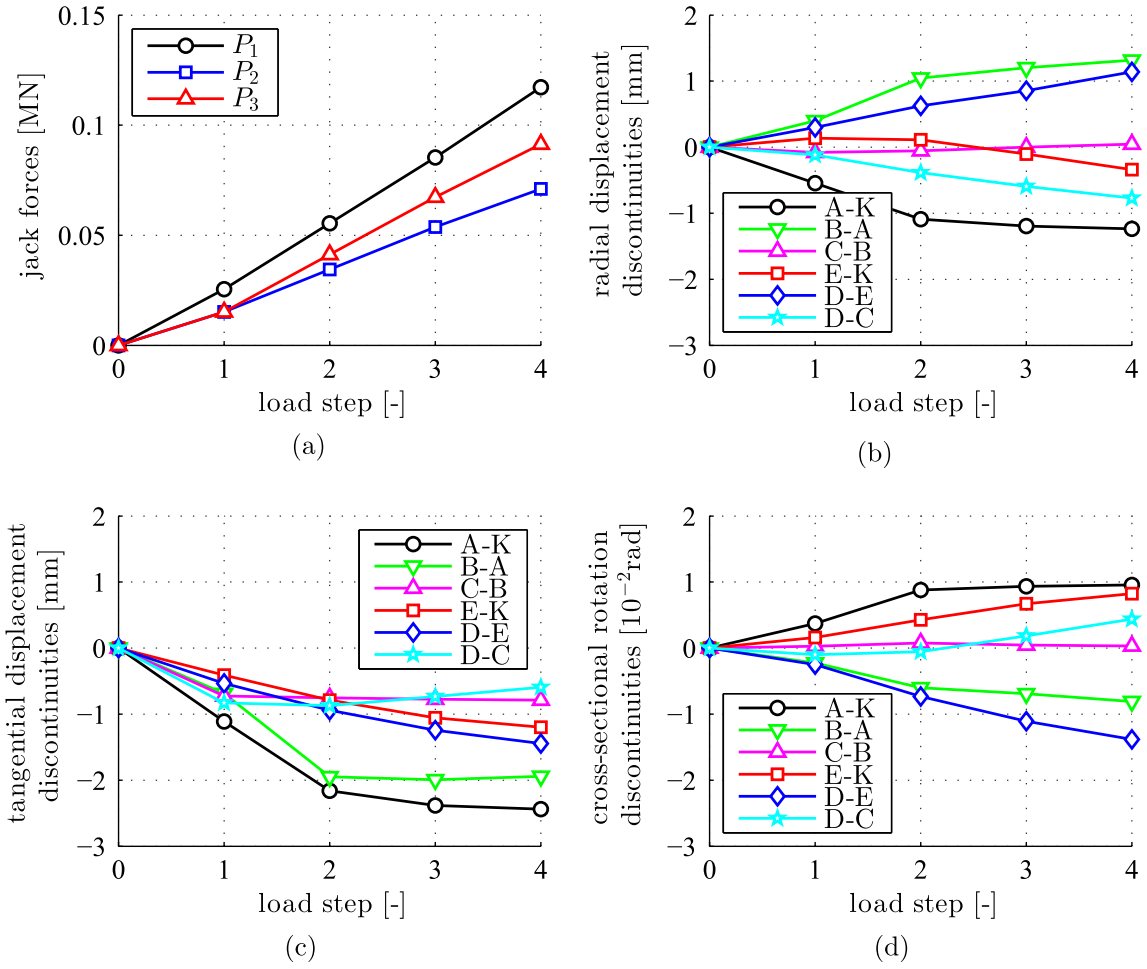 0.15
0.1
0.05
0
jack forces [MN]
P1
P2
P3
0 1 2 3 4
load step [-]
(a)
2
1
0
−1
−2
−3
radial displacement
discontinuities [mm]
A-K
B-A
C-B
E-K
D-E
D-C
0 1 2 3 4
load step [-]
(b)
2
1
0
−1
−2
−3
tangential displacement
discontinuities [mm]
A-K
B-A
C-B
E-K
D-E
D-C
0 1 2 3 4
load step [-]
(c)
2
1
0
−1
−2
−3
cross-sectional rotation
discontinuities [10⁻²rad]
A-K
B-A
C-B
E-K
D-E
D-C
0 1 2 3 4
load step [-]
(d)